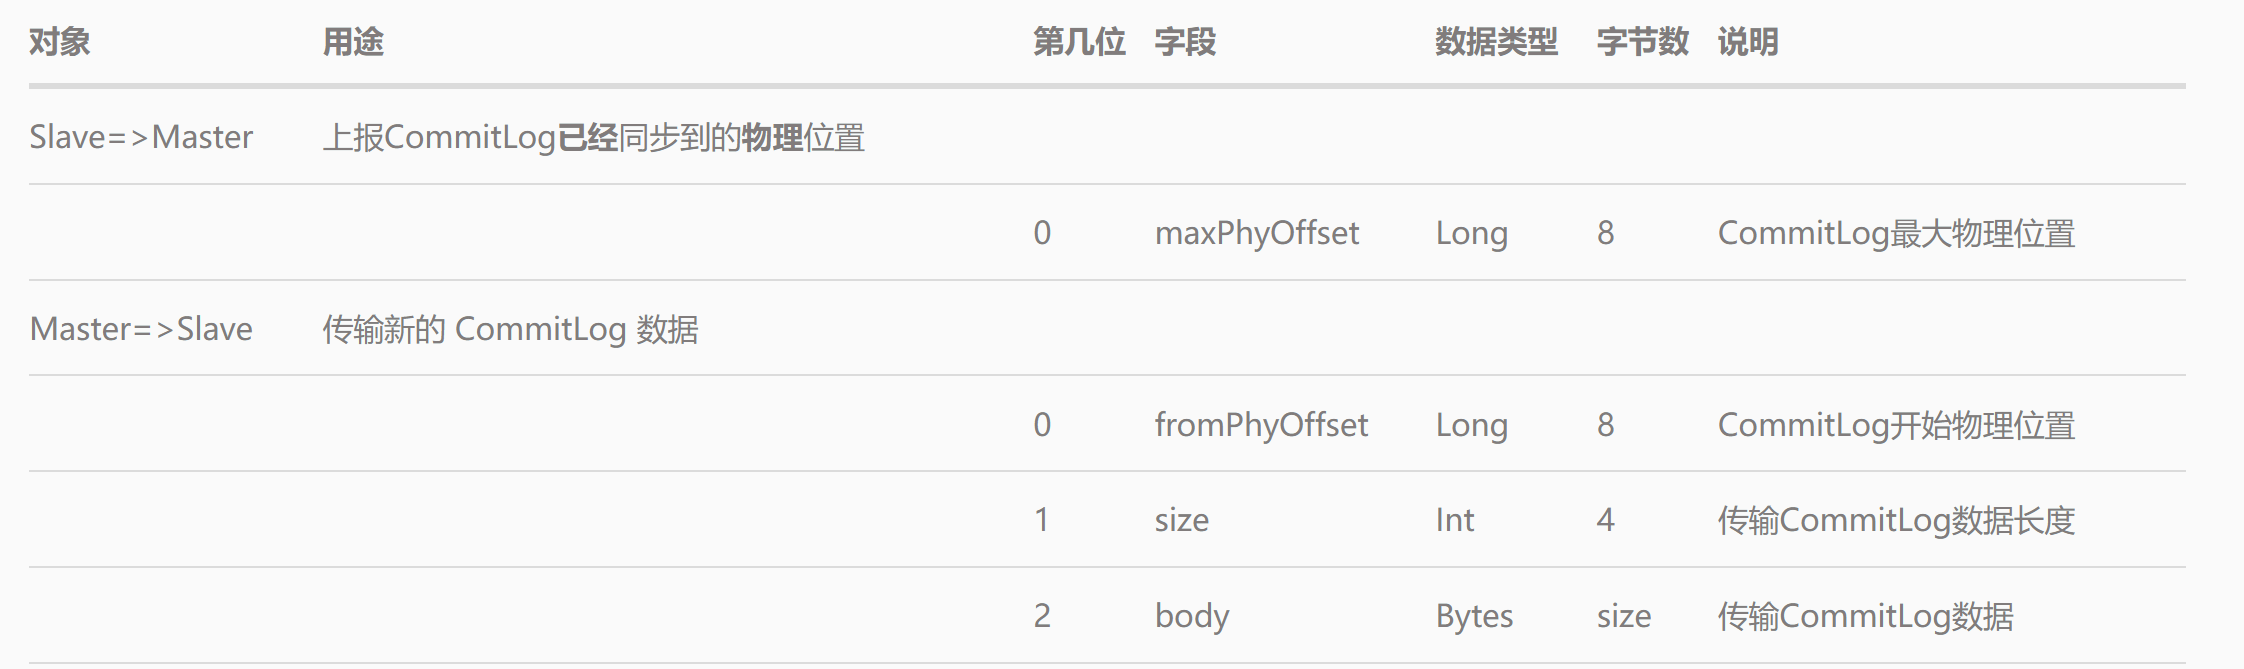 对象 用途 第几位 字段 数据类型 字节数 说明
Slave=>Master 上报CommitLog已经同步到的物理位置
0 maxPhyOffset Long 8 CommitLog最大物理位置
Master=>Slave 传输新的 CommitLog 数据
0 fromPhyOffset Long 8 CommitLog开始物理位置
1 size Int 4 传输CommitLog数据长度
2 body Bytes size 传输CommitLog数据